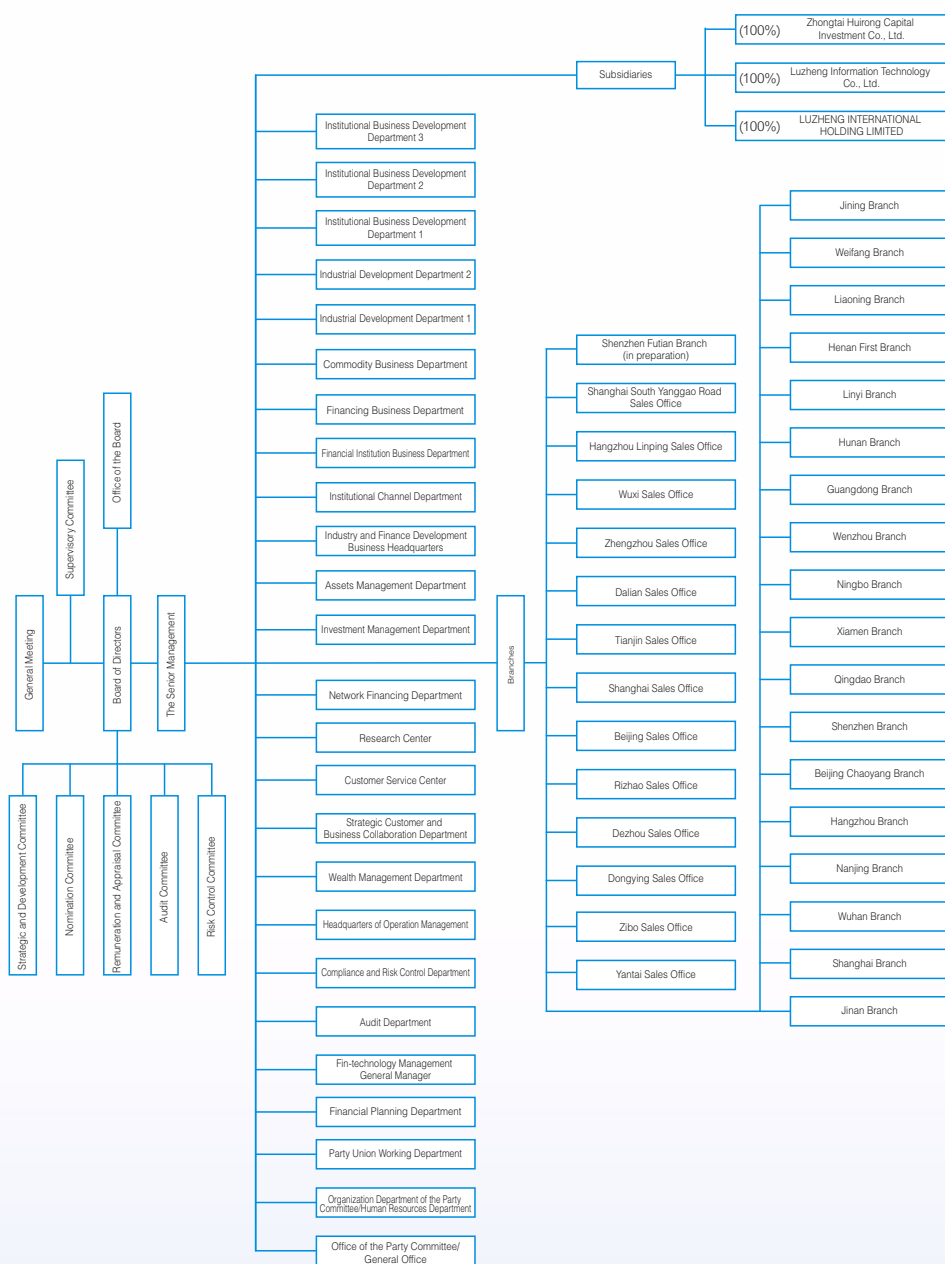 General Meeting
Supervisory Committee
Office of the Board
Board of Directors
The Senior Management
Strategic and Development Committee
Nomination Committee
Remuneration and Appraisal Committee
Audit Committee
Risk Control Committee
Institutional Business Development
Department 3
Institutional Business Development
Department 2
Institutional Business Development
Department 1
Industrial Development Department 2
Industrial Development Department 1
Commodity Business Department
Financing Business Department
Financial Institution Business Department
Institutional Channel Department
Industry and Finance Development
Business Headquarters
Assets Management Department
Investment Management Department
Network Financing Department
Research Center
Customer Service Center
Strategic Customer and
Business Collaboration Department
Wealth Management Department
Headquarters of Operation Management
Compliance and Risk Control Department
Audit Department
Fin-technology Management
General Manager
Financial Planning Department
Party Union Working Department
Organization Department of the Party
Committee/Human Resources Department
Office of the Party Committee/
General Office
Subsidiaries
(100%) Zhongtai Huirong Capital
Investment Co., Ltd.
(100%) Luzheng Information Technology
Co., Ltd.
(100%) LUZHENG INTERNATIONAL
HOLDING LIMITED
Branches
Shenzhen Futian Branch
(in preparation)
Shanghai South Yanggao Road
Sales Office
Hangzhou Linping Sales Office
Wuxi Sales Office
Zhengzhou Sales Office
Dalian Sales Office
Tianjin Sales Office
Shanghai Sales Office
Beijing Sales Office
Rizhao Sales Office
Dezhou Sales Office
Dongying Sales Office
Zibo Sales Office
Yantai Sales Office
Jining Branch
Weifang Branch
Liaoning Branch
Henan First Branch
Linyi Branch
Hunan Branch
Guangdong Branch
Wenzhou Branch
Ningbo Branch
Xiamen Branch
Qingdao Branch
Shenzhen Branch
Beijing Chaoyang Branch
Hangzhou Branch
Nanjing Branch
Wuhan Branch
Shanghai Branch
Jinan Branch